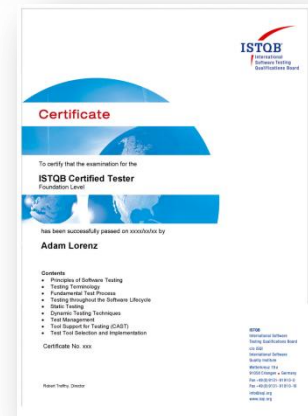 ISTQB
International
Software Testing
Qualifications Board
Certificate
To certify that the examination for the
ISTQB Certified Tester
Foundation Level
has been successfully passed on xxxx/xx/xx by
Adam Lorenz
Contents
• Principles of Software Testing
• Testing Terminology
• Fundamental Test Process
• Testing throughout the Software Lifecycle
• Static Testing
• Dynamic Testing Techniques
• Test Management
• Tool Support for Testing (CAST)
• Test Tool Selection and Implementation
Certificate No. xxx
Director
ISTQB
International Software
Testing Qualifications Board
International Software
Quality Institute
Erlangen • Germany